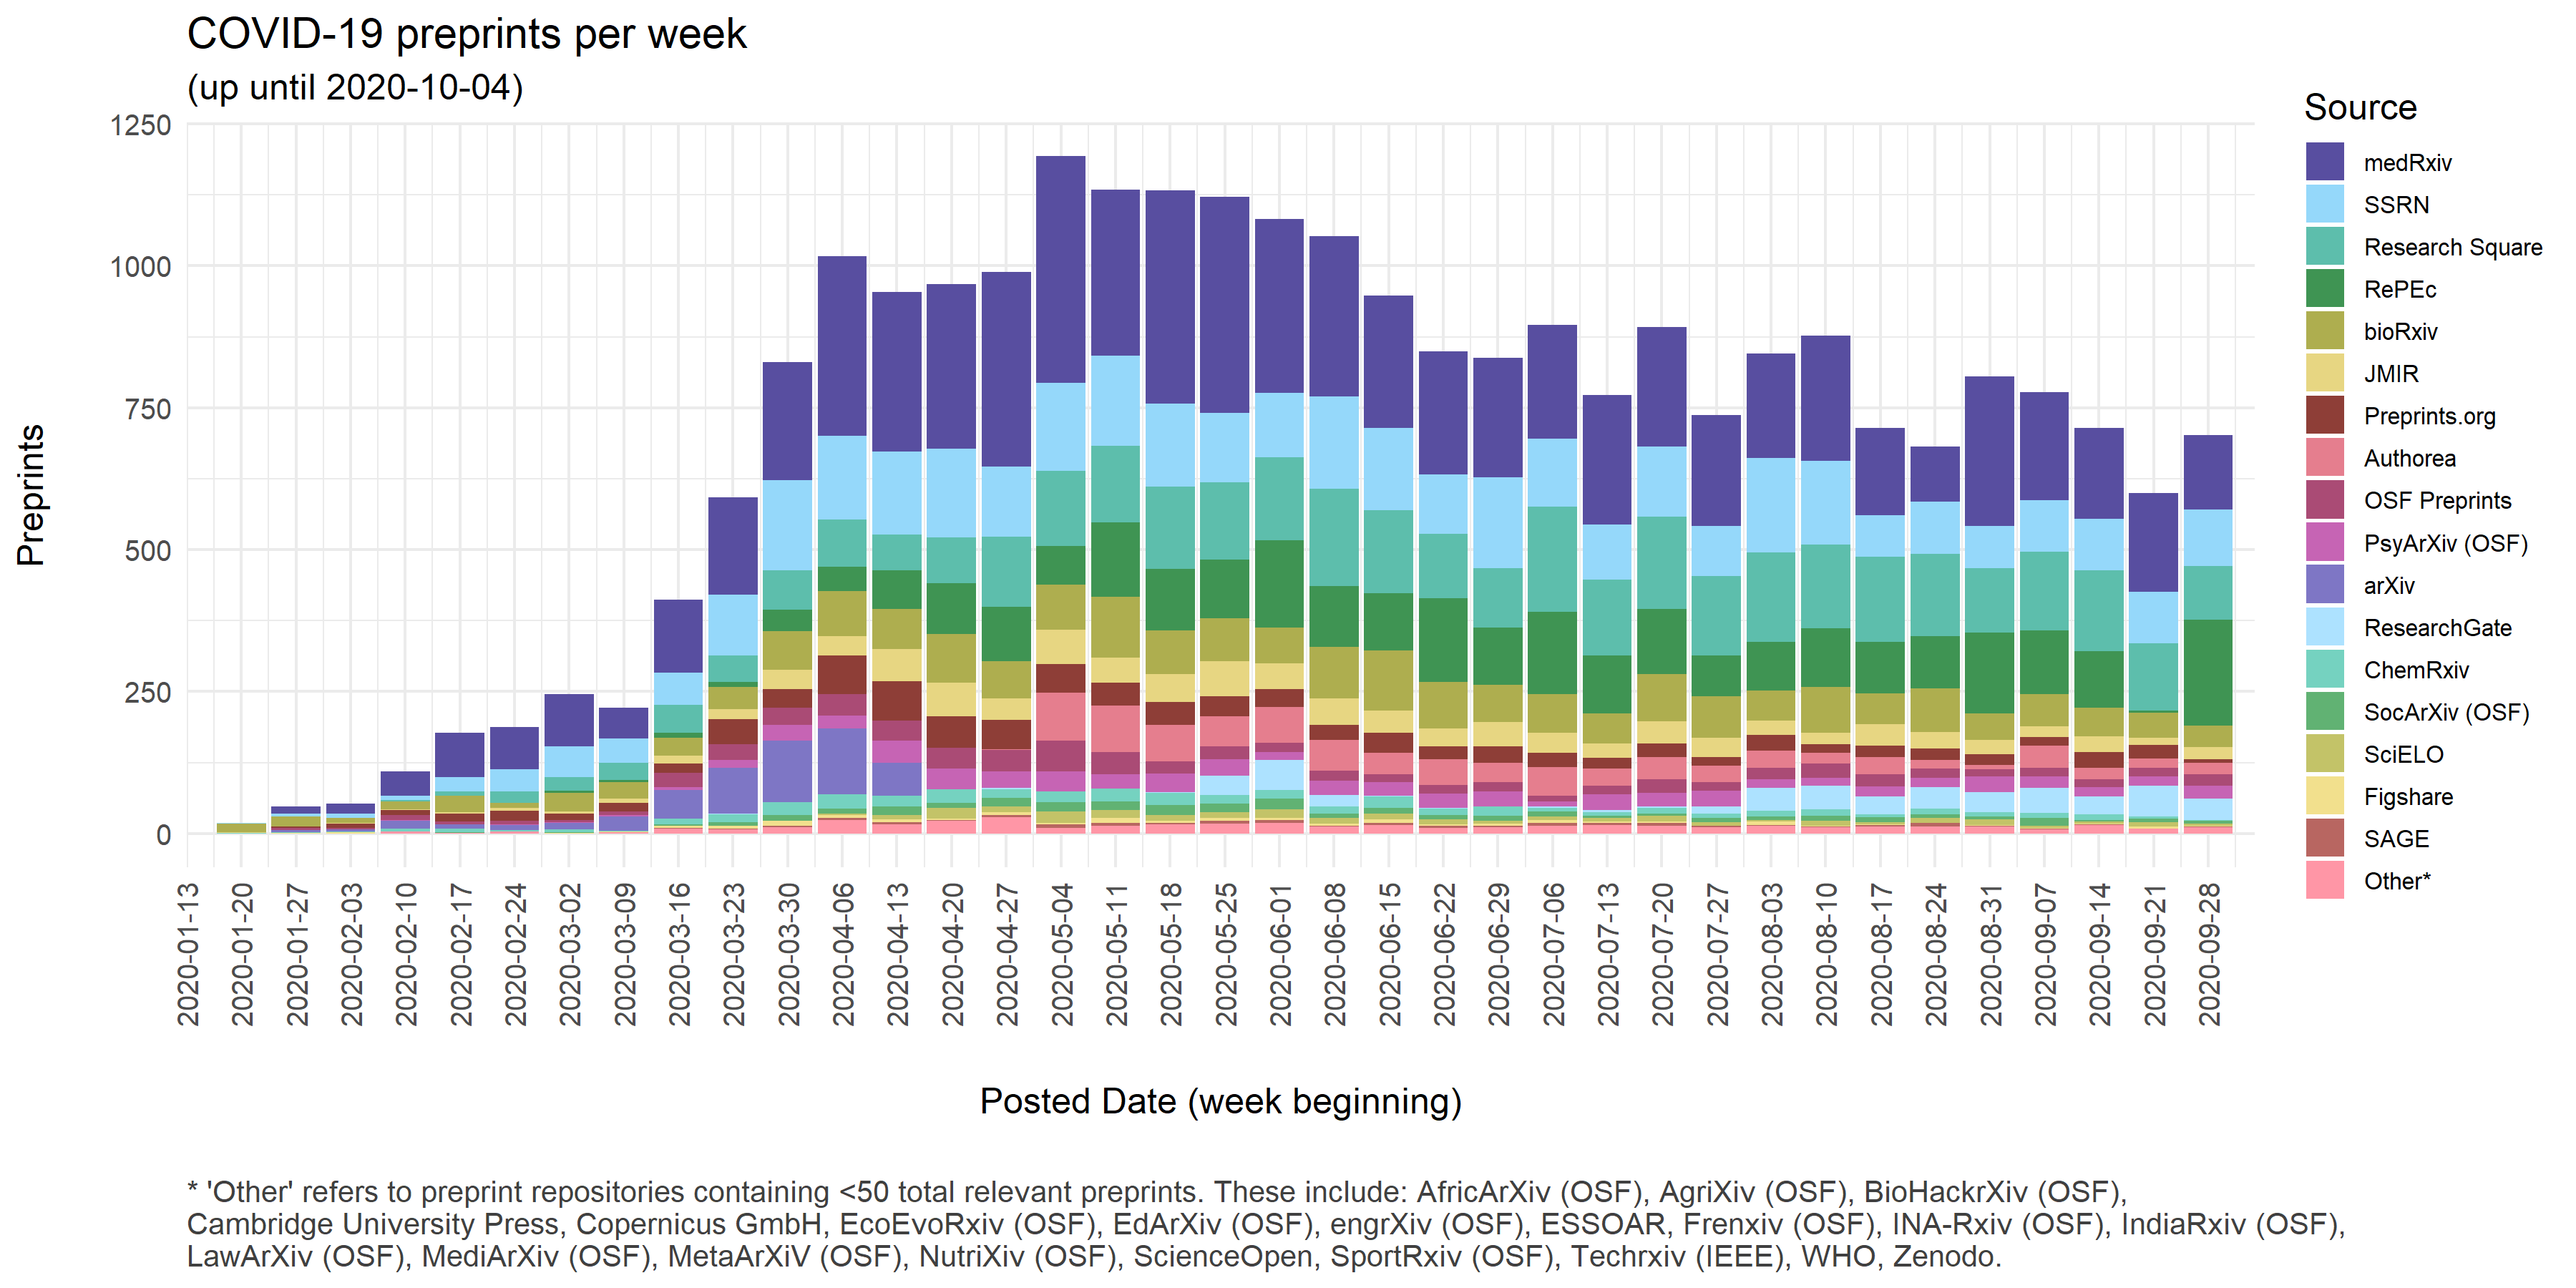 COVID-19 preprints per week
(up until 2020-10-04)
Preprints
1250
1000
750
500
250
0
2020-01-13
2020-01-20
2020-01-27
2020-02-03
2020-02-10
2020-02-17
2020-02-24
2020-03-02
2020-03-09
2020-03-16
2020-03-23
2020-03-30
2020-04-06
2020-04-13
2020-04-20
2020-04-27
2020-05-04
2020-05-11
2020-05-18
2020-05-25
2020-06-01
2020-06-08
2020-06-15
2020-06-22
2020-06-29
2020-07-06
2020-07-13
2020-07-20
2020-07-27
2020-08-03
2020-08-10
2020-08-17
2020-08-24
2020-08-31
2020-09-07
2020-09-14
2020-09-21
2020-09-28
Posted Date (week beginning)
Source
medRxiv
SSRN
Research Square
RePEc
bioRxiv
JMIR
Preprints.org
Authorea
OSF Preprints
PsyArXiv (OSF)
arXiv
ResearchGate
ChemRxiv
SocArXiv (OSF)
SciELO
Figshare
SAGE
Other*
* 'Other' refers to preprint repositories containing <50 total relevant preprints. These include: AfricArXiv (OSF), AgriXiv (OSF), BioHackrXiv (OSF),
Cambridge University Press, Copernicus GmbH, EcoEvoRxiv (OSF), EdArXiv (OSF), engrXiv (OSF), ESSOAR, Frenxiv (OSF), INA-Rxiv (OSF), IndiaRxiv (OSF),
LawArXiv (OSF), MediArXiv (OSF), MetaArXiV (OSF), NutriXiv (OSF), ScienceOpen, SportRxiv (OSF), Techrxiv (IEEE), WHO, Zenodo.